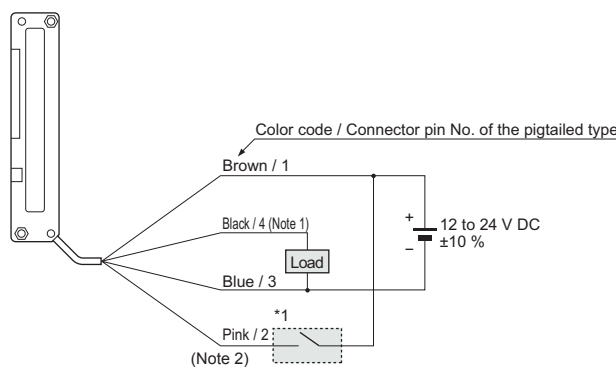 Color code / Connector pin No. of the pigtailed type
Brown / 1
Black / 4 (Note 1)
+
12 to 24 V DC
−
±10 %
Load
Blue / 3
*1
Pink / 2
(Note 2)